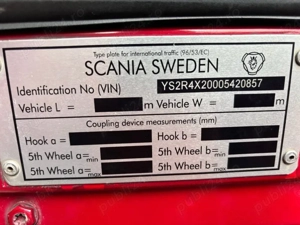 Type plate for international traffic (96/53/EC)
SCANIA SWEDEN
Identification No (VIN) YS2R4X20005420857
Vehicle L = m Vehicle W = m
Coupling device measurements (mm)
Hook a = Hook b =
5th Wheel a= min 5th Wheel b= min
5th Wheel a= max 5th Wheel b= max